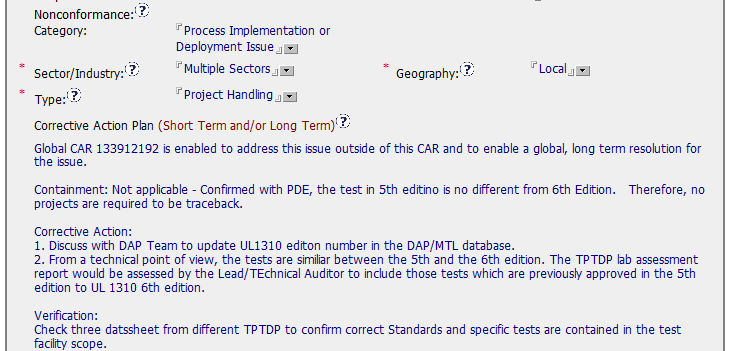 Nonconformance:?
Category: Process Implementation or
Deployment Issue
* Sector/Industry:? Multiple Sectors * Geography:? Local
* Type:? Project Handling
Corrective Action Plan (Short Term and/or Long Term)?
Global CAR 133912192 is enabled to address this issue outside of this CAR and to enable a global, long term resolution for
the issue.
Containment: Not applicable - Confirmed with PDE, the test in 5th editino is no different from 6th Edition. Therefore, no
projects are required to be traceback.
Corrective Action:
1. Discuss with DAP Team to update UL1310 editon number in the DAP/MTL database.
2. From a technical point of view, the tests are similiar between the 5th and the 6th edition. The TPTDP lab assessment
report would be assessed by the Lead/TEchnical Auditor to include those tests which are previously approved in the 5th
edition to UL 1310 6th edition.
Verification:
Check three datssheet from different TPTDP to confirm correct Standards and specific tests are contained in the test
facility scope.